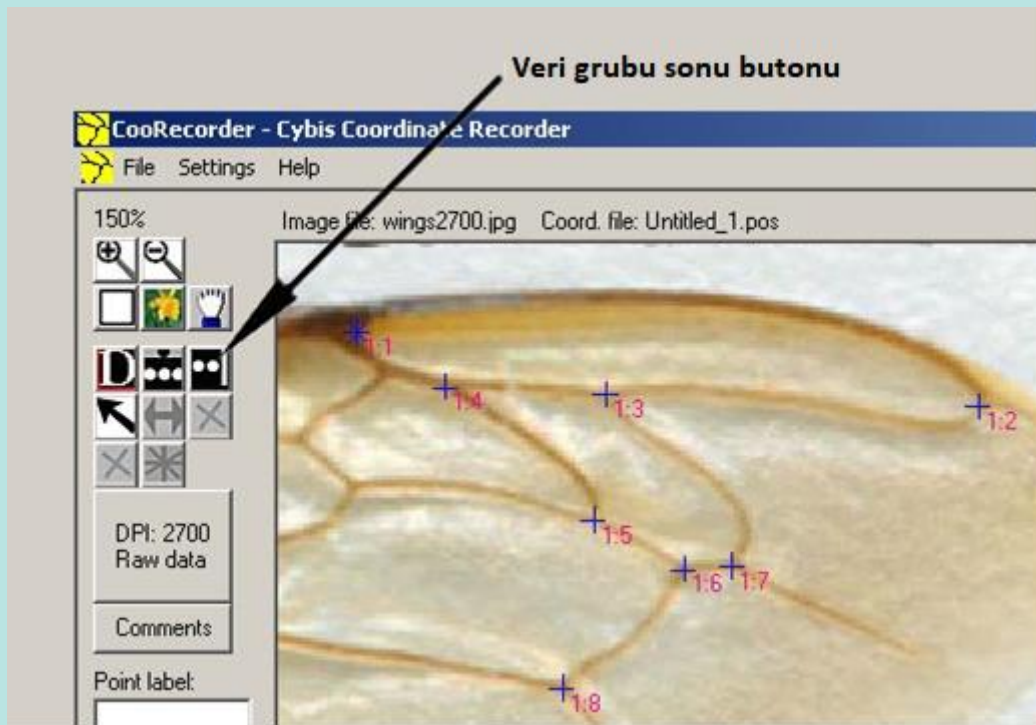 Veri grubu sonu butonu
CooRecorder - Cybis Coordinate Recorder
File Settings Help
150%
Image file: wings2700.jpg Coord. file: Untitled_1.pos
D
1:1
1:4
1:3
1:2
1:5
DPI: 2700
Raw data
1:6
1:7
Comments
Point label:
1:8